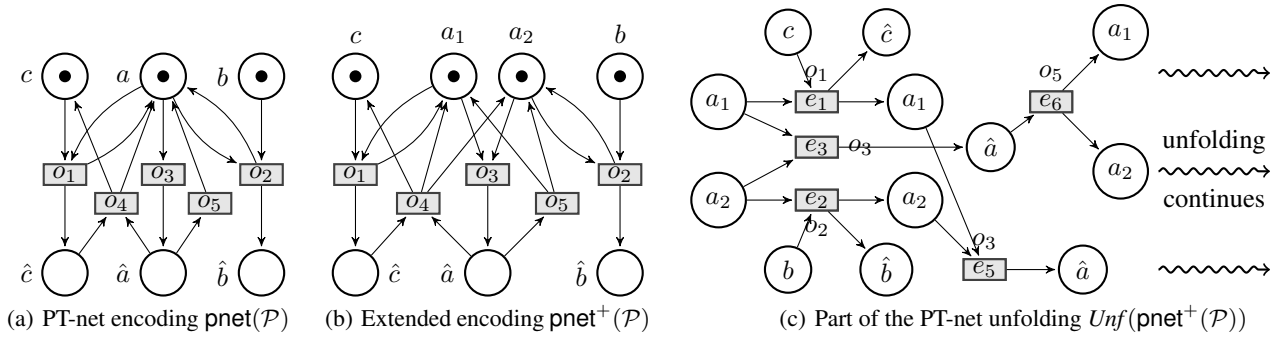 c a b
o₁ o₃ o₂
o₄ o₅
ĉ â b̂
(a) PT-net encoding pnet(𝒫)
c a₁ a₂ b
o₁ o₃ o₂
o₄ o₅
ĉ â b̂
(b) Extended encoding pnet⁺(𝒫)
c ĉ a₁
o₁ o₅
a₁ e₁ a₁ e₆
e₃ o₃ â unfolding
a₂ e₂ a₂ a₂
o₂ continues
o₃
b b̂ e₅ â
(c) Part of the PT-net unfolding Unf(pnet⁺(𝒫))